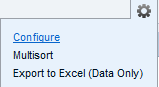 Configure
Multisort
Export to Excel (Data Only)